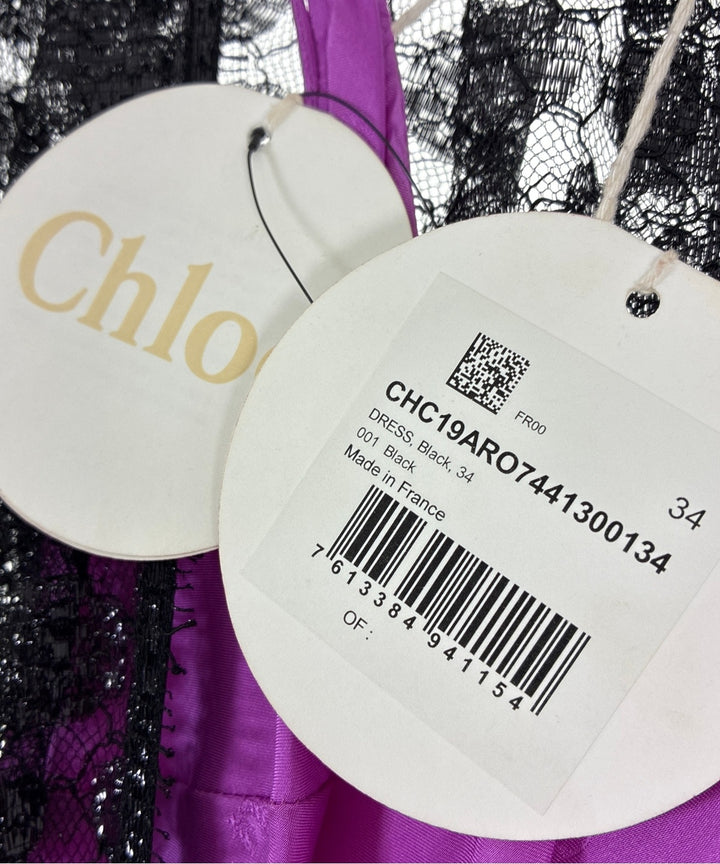 Chlo
FR00
CHC19ARO7441300134
DRESS, Black, 34
001 Black
34
Made in France
7613384941154
OF: